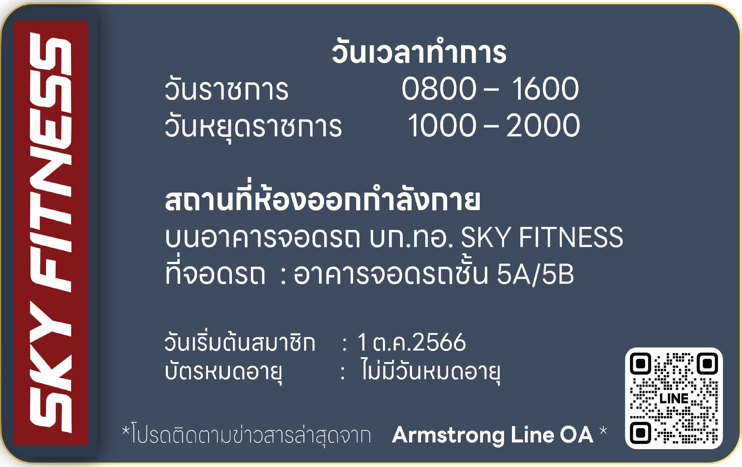 SKY FITNESS
วันเวลาทำการ
วันราชการ 0800 – 1600
วันหยุดราชการ 1000 – 2000
สถานที่ห้องออกกำลังกาย
บนอาคารจอดรถ บก.ทอ. SKY FITNESS
ที่จอดรถ : อาคารจอดรถชั้น 5A/5B
วันเริ่มต้นสมาชิก : 1 ต.ค.2566
บัตรหมดอายุ : ไม่มีวันหมดอายุ
LINE
*โปรดติดตามข่าวสารล่าสุดจาก Armstrong Line OA *